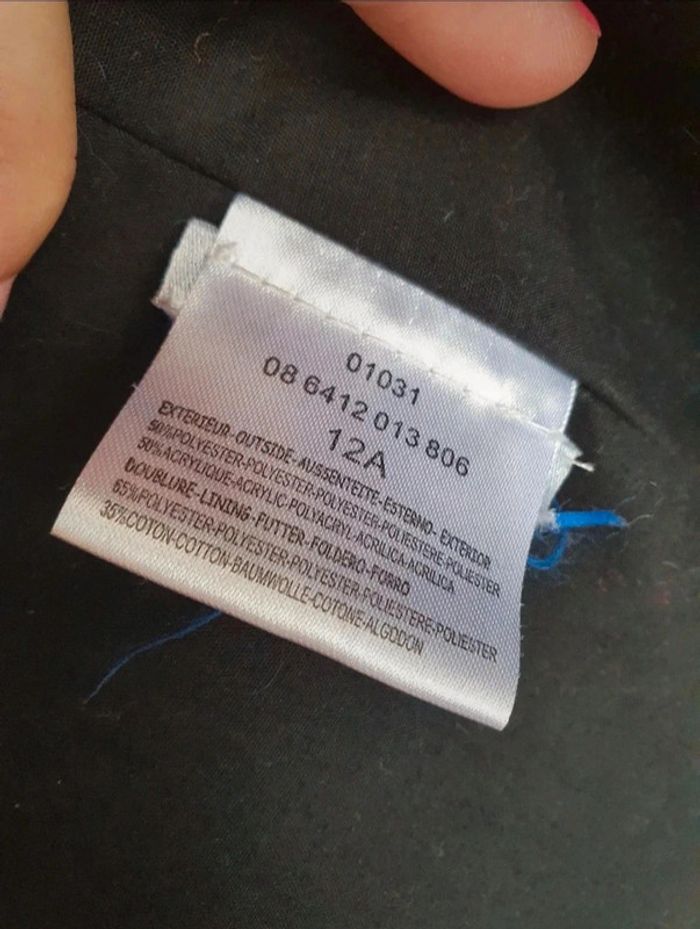 01031
08 6412 013 806
12A
EXTERIEUR-OUTSIDE-AUSSENTEITE-ESTERNO- EXTERIOR
50%POLYESTER-POLYESTER-POLYESTER-POLIESTERE-POLIESTER
50%ACRYLIQUE-ACRYLIC-POLYACRYL-ACRILICA-ACRILICA
DOUBLURE-LINING-FUTTER-FOLDERO-FORRO
65%POLYESTER-POLYESTER-POLYESTER-POLIESTERE-POLIESTER
35%COTON-COTTON-BAUMWOLLE-COTONE-ALGODON